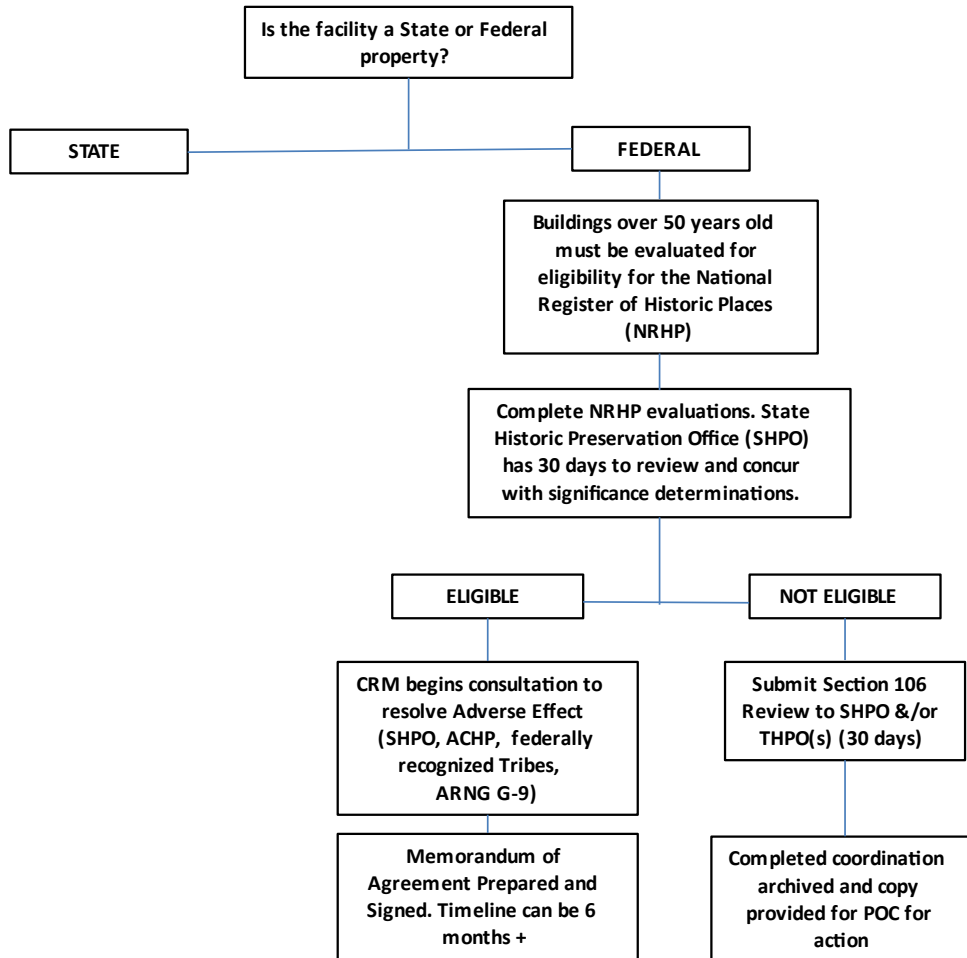 Is the facility a State or Federal
property?
STATE
FEDERAL
Buildings over 50 years old
must be evaluated for
eligibility for the National
Register of Historic Places
(NRHP)
Complete NRHP evaluations. State
Historic Preservation Office (SHPO)
has 30 days to review and concur
with significance determinations.
ELIGIBLE
NOT ELIGIBLE
CRM begins consultation to
resolve Adverse Effect
(SHPO, ACHP, federally
recognized Tribes,
ARNG G-9)
Submit Section 106
Review to SHPO &/or
THPO(s) (30 days)
Memorandum of
Agreement Prepared and
Signed. Timeline can be 6
months +
Completed coordination
archived and copy
provided for POC for
action